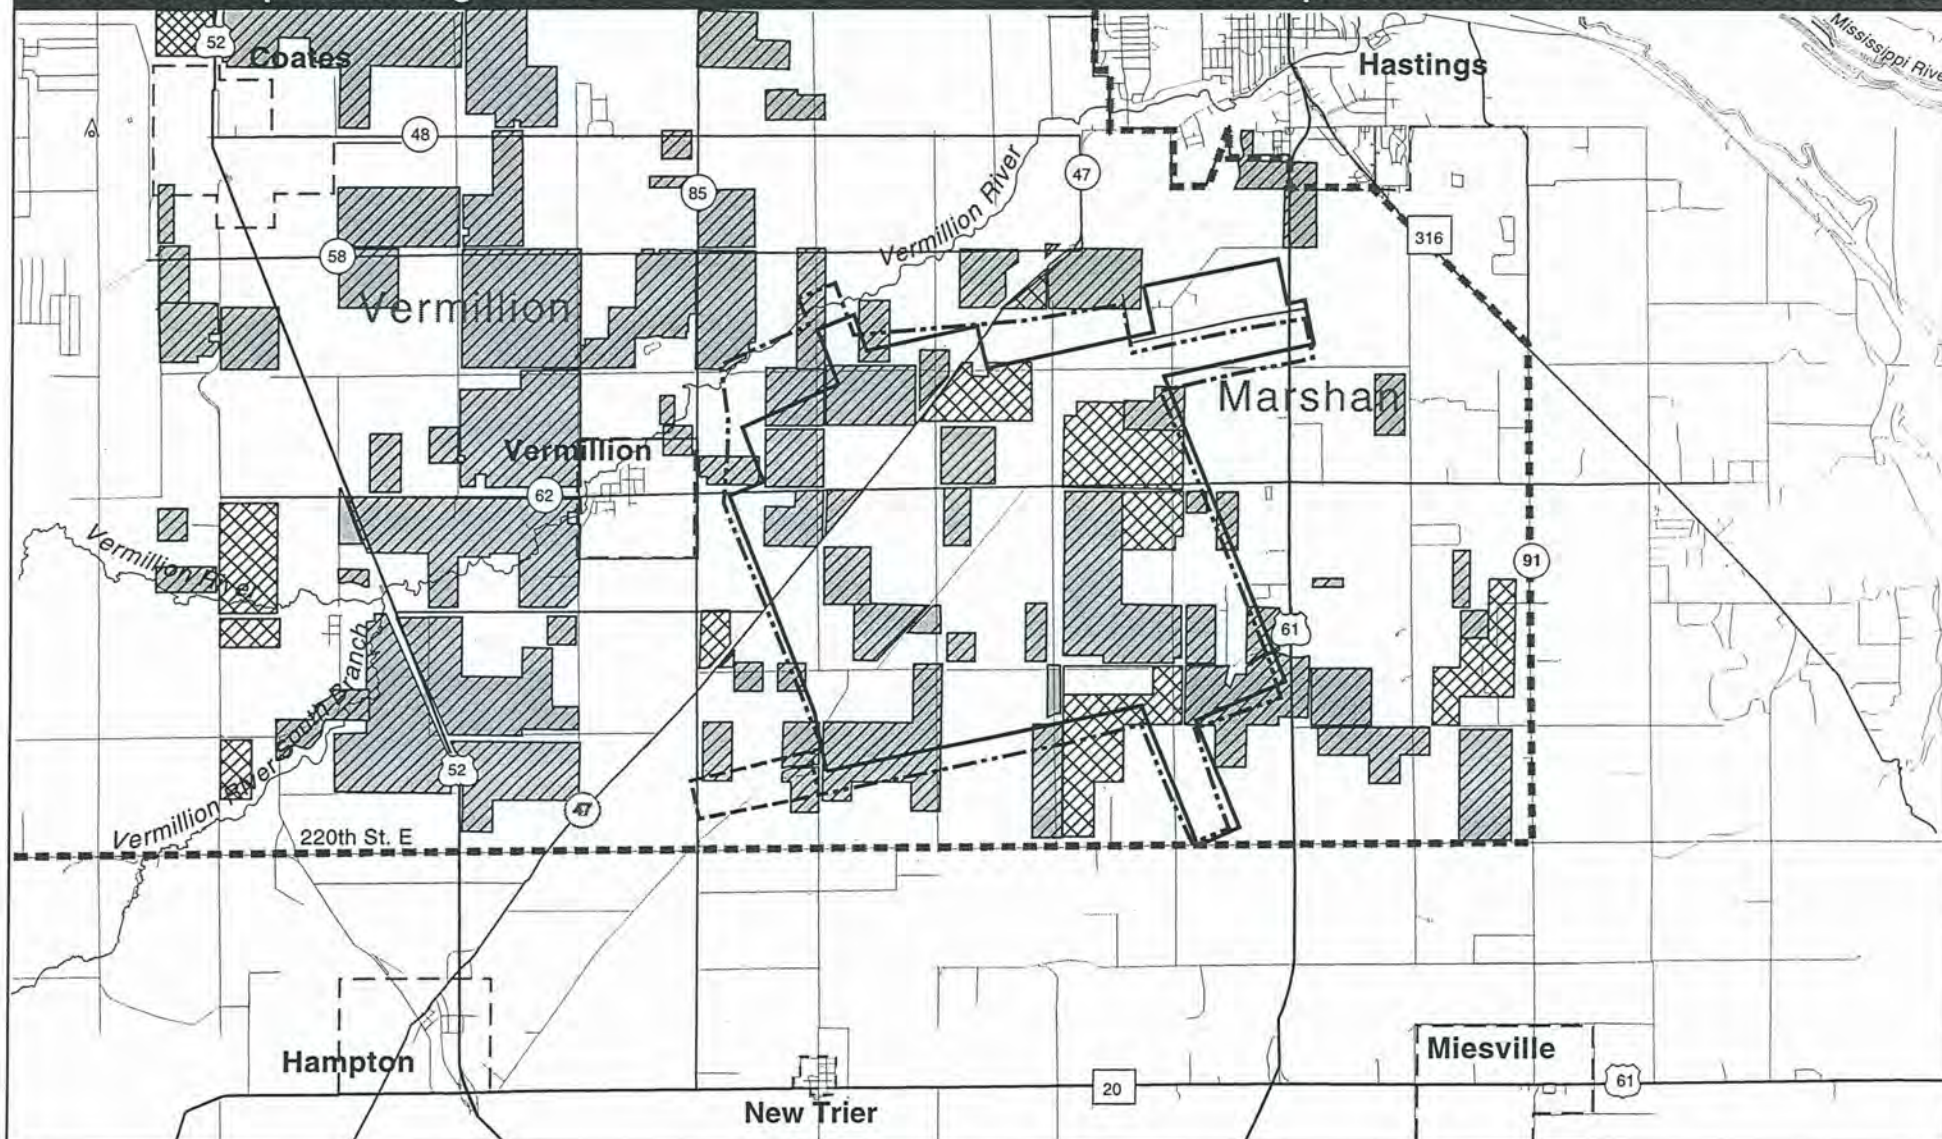 52
Coates
Hastings
Mississippi River
48
47
85
Vermillion River
316
58
Vermillion
Marshan
Vermillion
62
Vermillion River
91
61
South Branch
Vermillion River
52
47
220th St. E
Hampton
New Trier
20
Miesville
61